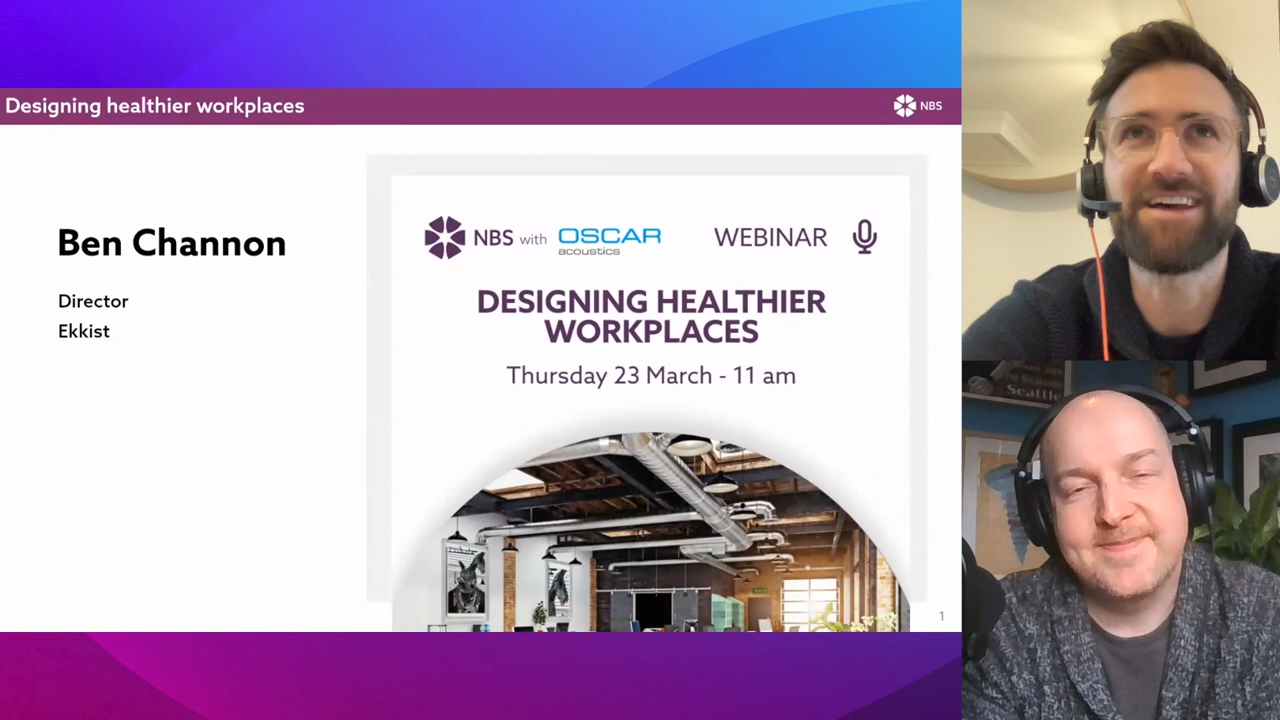 Designing healthier workplaces
NBS
Ben Channon
Director
Ekkist
NBS with OSCAR acoustics
WEBINAR
DESIGNING HEALTHIER
WORKPLACES
Thursday 23 March - 11 am
1
Seattle